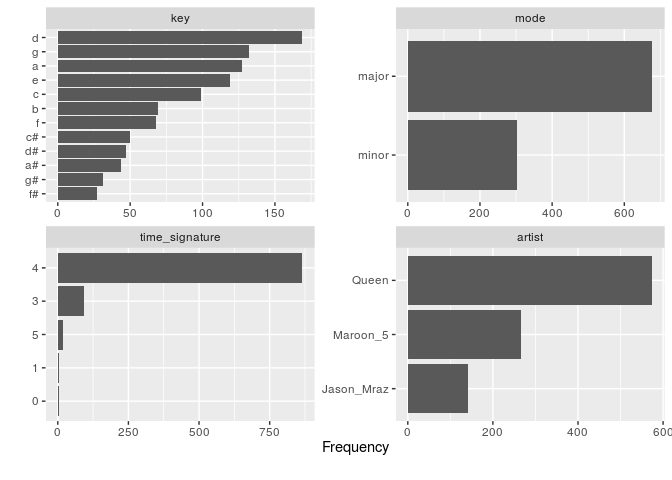 key
d
g
a
e
c
b
f
c#
d#
a#
g#
f#
0 50 100 150
mode
major
minor
0 200 400 600
time_signature
4
3
5
1
0
0 250 500 750
artist
Queen
Maroon_5
Jason_Mraz
0 200 400 600
Frequency